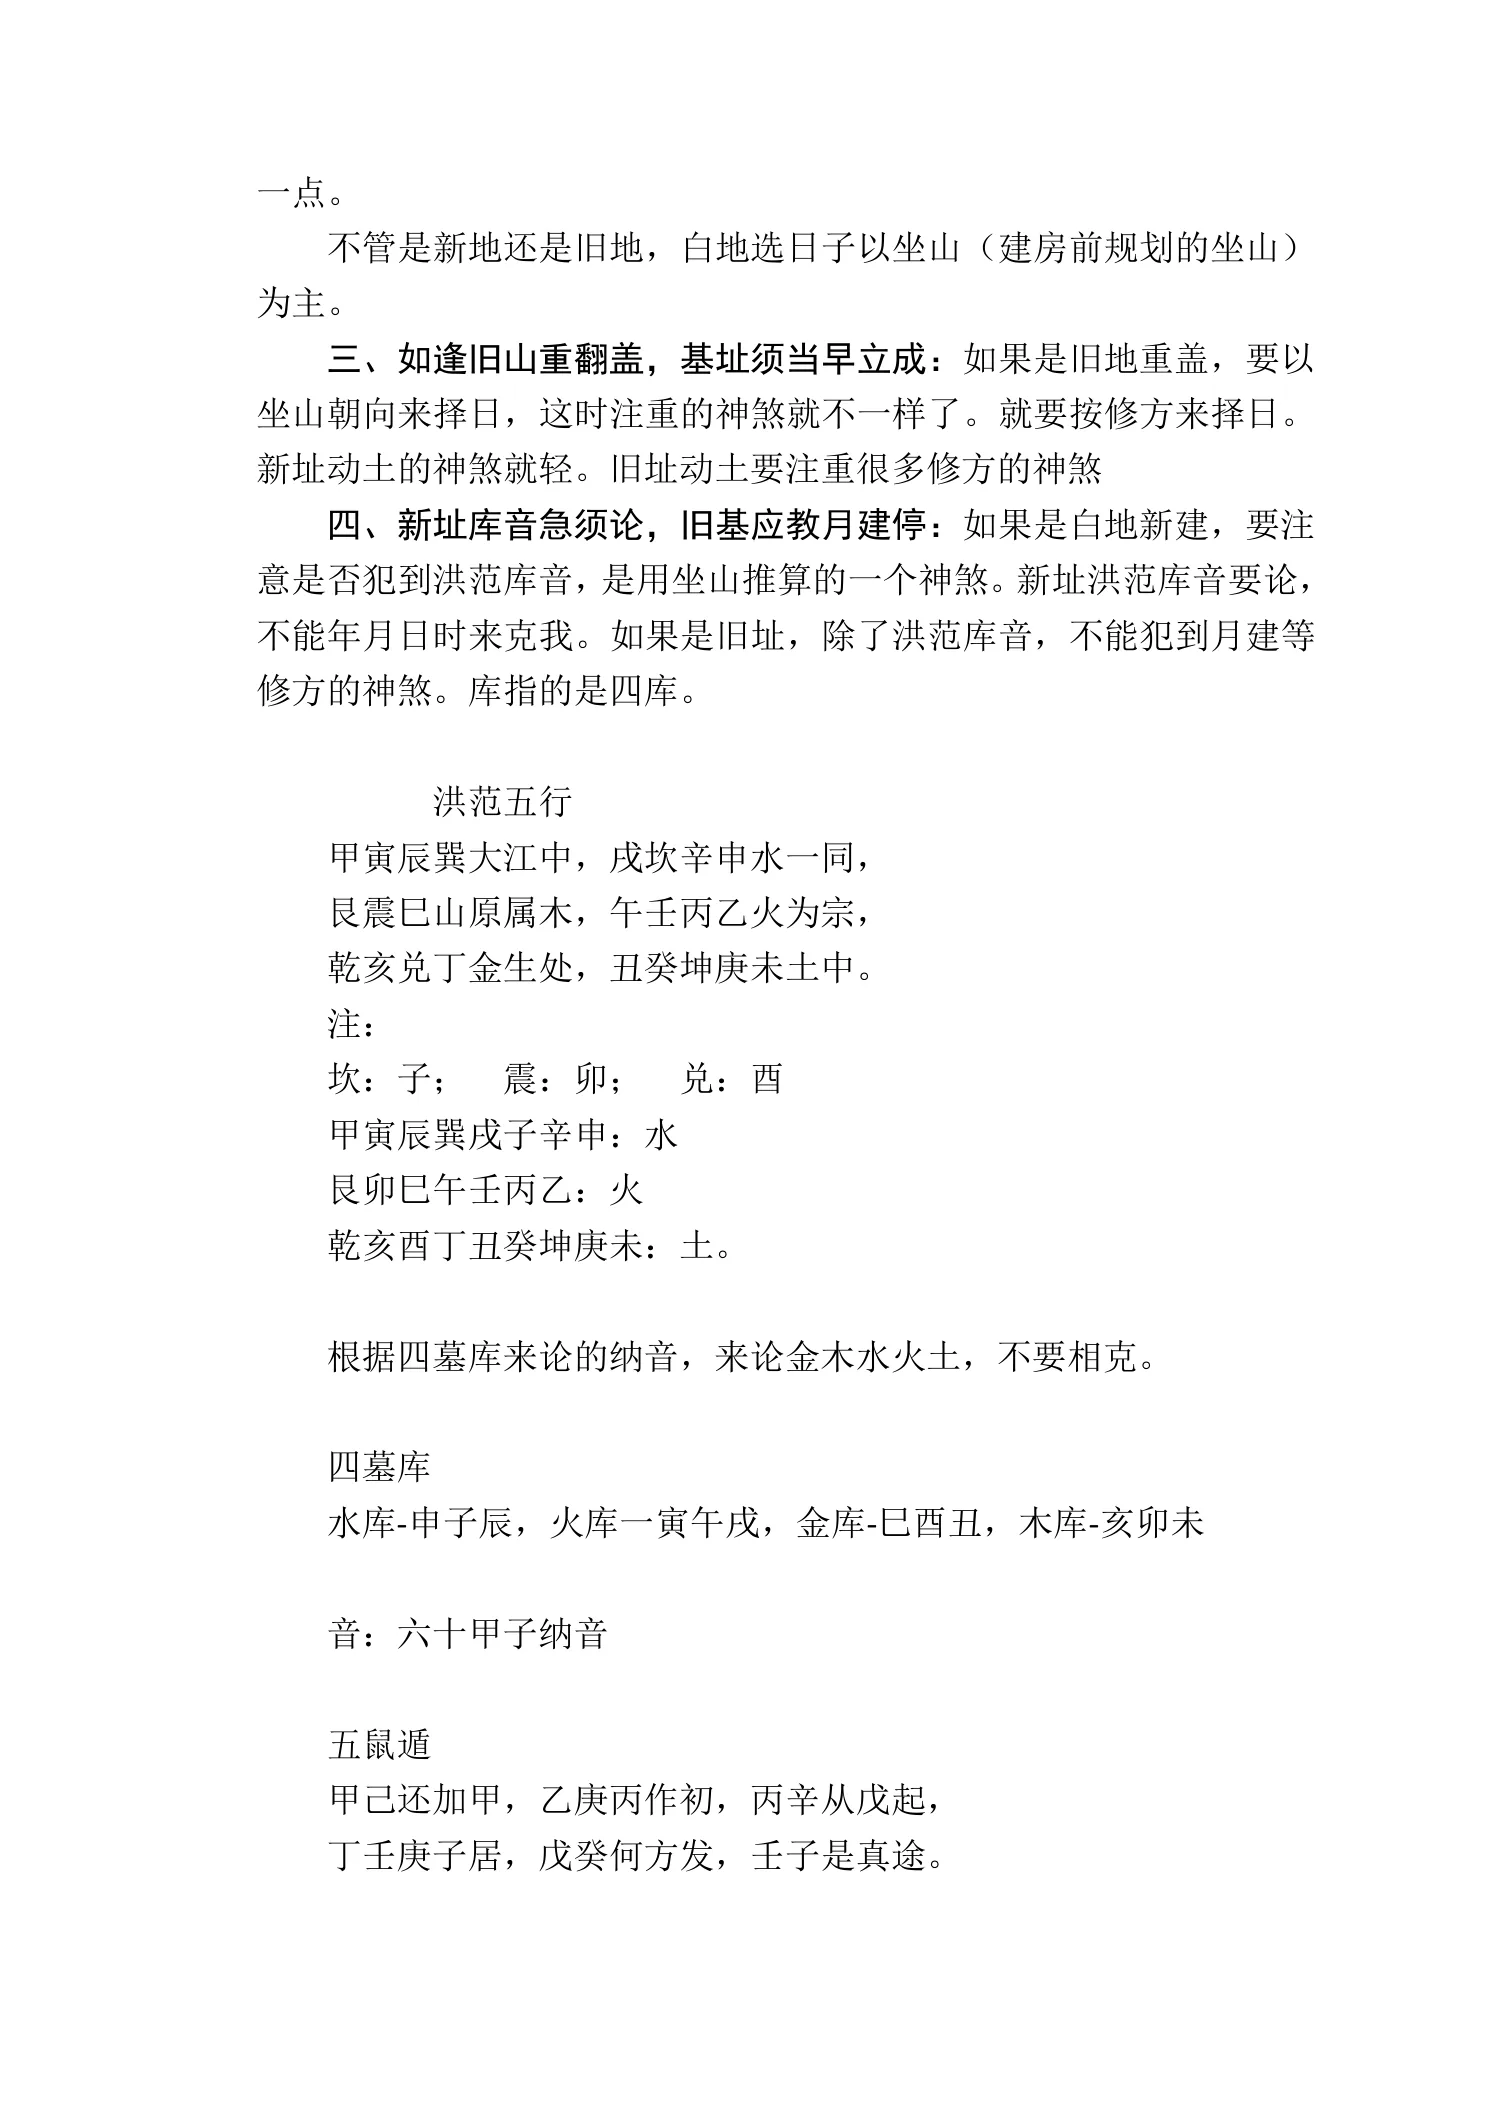 一点。
不管是新地还是旧地，白地选日子以坐山（建房前规划的坐山）
为主。
三、如逢旧山重翻盖，基址须当早立成：如果是旧地重盖，要以
坐山朝向来择日，这时注重的神煞就不一样了。就要按修方来择日。
新址动土的神煞就轻。旧址动土要注重很多修方的神煞
四、新址库音急须论，旧基应教月建停：如果是白地新建，要注
意是否犯到洪范库音，是用坐山推算的一个神煞。新址洪范库音要论，
不能年月日时来克我。如果是旧址，除了洪范库音，不能犯到月建等
修方的神煞。库指的是四库。
洪范五行
甲寅辰巽大江中，戌坎辛申水一同，
艮震巳山原属木，午壬丙乙火为宗，
乾亥兑丁金生处，丑癸坤庚未土中。
注：
坎：子； 震：卯； 兑：酉
甲寅辰巽戌子辛申：水
艮卯巳午壬丙乙：火
乾亥酉丁丑癸坤庚未：土。
根据四墓库来论的纳音，来论金木水火土，不要相克。
四墓库
水库-申子辰，火库一寅午戌，金库-巳酉丑，木库-亥卯未
音：六十甲子纳音
五鼠遁
甲己还加甲，乙庚丙作初，丙辛从戊起，
丁壬庚子居，戊癸何方发，壬子是真途。